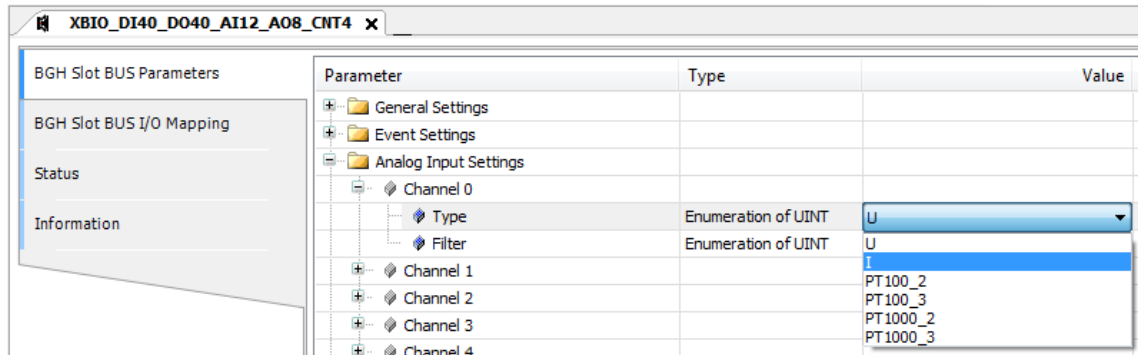 XBIO_DI40_DO40_AI12_AO8_CNT4
BGH Slot BUS Parameters
BGH Slot BUS I/O Mapping
Status
Information
Parameter Type Value
General Settings
Event Settings
Analog Input Settings
Channel 0
Type Enumeration of UINT U
Filter Enumeration of UINT U
I
Channel 1
PT100_2
Channel 2
PT100_3
Channel 3
PT1000_2
PT1000_3
Channel 4